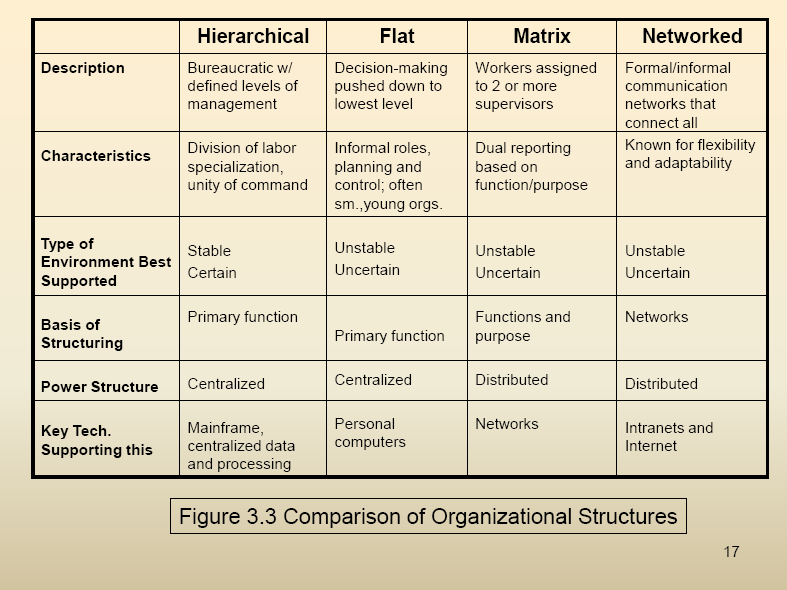 Hierarchical
Flat
Matrix
Networked
Description
Bureaucratic w/
defined levels of
management
Decision-making
pushed down to
lowest level
Workers assigned
to 2 or more
supervisors
Formal/informal
communication
networks that
connect all
Characteristics
Division of labor
specialization,
unity of command
Informal roles,
planning and
control; often
sm.,young orgs.
Dual reporting
based on
function/purpose
Known for flexibility
and adaptability
Type of
Environment Best
Supported
Stable
Certain
Unstable
Uncertain
Unstable
Uncertain
Unstable
Uncertain
Basis of
Structuring
Primary function
Primary function
Functions and
purpose
Networks
Power Structure
Centralized
Centralized
Distributed
Distributed
Key Tech.
Supporting this
Mainframe,
centralized data
and processing
Personal
computers
Networks
Intranets and
Internet
Figure 3.3 Comparison of Organizational Structures
17